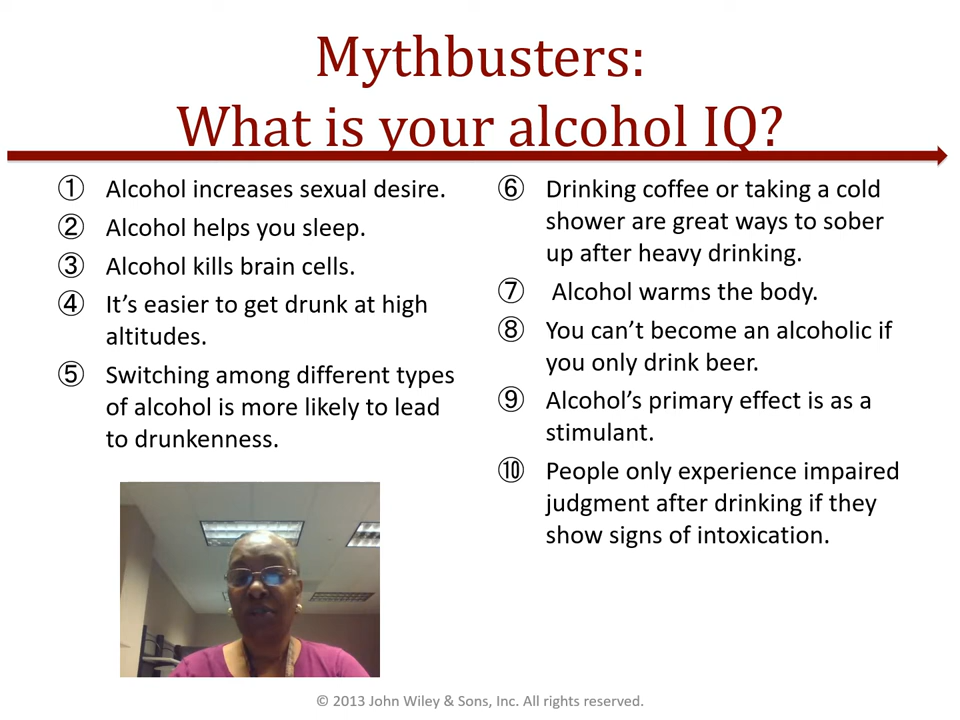 Mythbusters:
What is your alcohol IQ?
① Alcohol increases sexual desire.
② Alcohol helps you sleep.
③ Alcohol kills brain cells.
④ It’s easier to get drunk at high
altitudes.
⑤ Switching among different types
of alcohol is more likely to lead
to drunkenness.
⑥ Drinking coffee or taking a cold
shower are great ways to sober
up after heavy drinking.
⑦ Alcohol warms the body.
⑧ You can’t become an alcoholic if
you only drink beer.
⑨ Alcohol’s primary effect is as a
stimulant.
⑩ People only experience impaired
judgment after drinking if they
show signs of intoxication.
© 2013 John Wiley & Sons, Inc. All rights reserved.